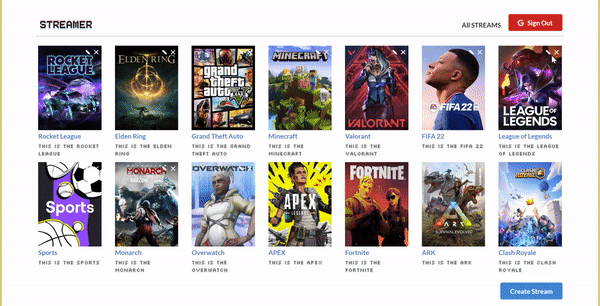 STREAMER
All STREAMS
G Sign Out
ROCKET LEAGUE
ELDEN RING
grand theft auto V
MINECRAFT
VALORANT
FIFA 22
LEAGUE OF LEGENDS
Rocket League
Elden Ring
Grand Theft Auto
Minecraft
Valorant
FIFA 22
League of Legends
THIS IS THE ROCKET LEAGUE
THIS IS THE ELDEN RING
THIS IS THE GRAND THEFT AUTO
THIS IS THE MINECRAFT
THIS IS THE VALORANT
THIS IS THE FIFA 22
THIS IS THE LEAGUE OF LEGENDS
Sports
MONARCH
OVERWATCH
APEX
LEGENDS
FORTNITE
ARK
SURVIVAL EVOLVED
CLASH ROYALE
Sports
Monarch
Overwatch
APEX
Fortnite
ARK
Clash Royale
THIS IS THE SPORTS
THIS IS THE MONARCH
THIS IS THE OVERWATCH
THIS IS THE APEX
THIS IS THE FORTNITE
THIS IS THE ARK
THIS IS THE CLASH ROYALE
Create Stream